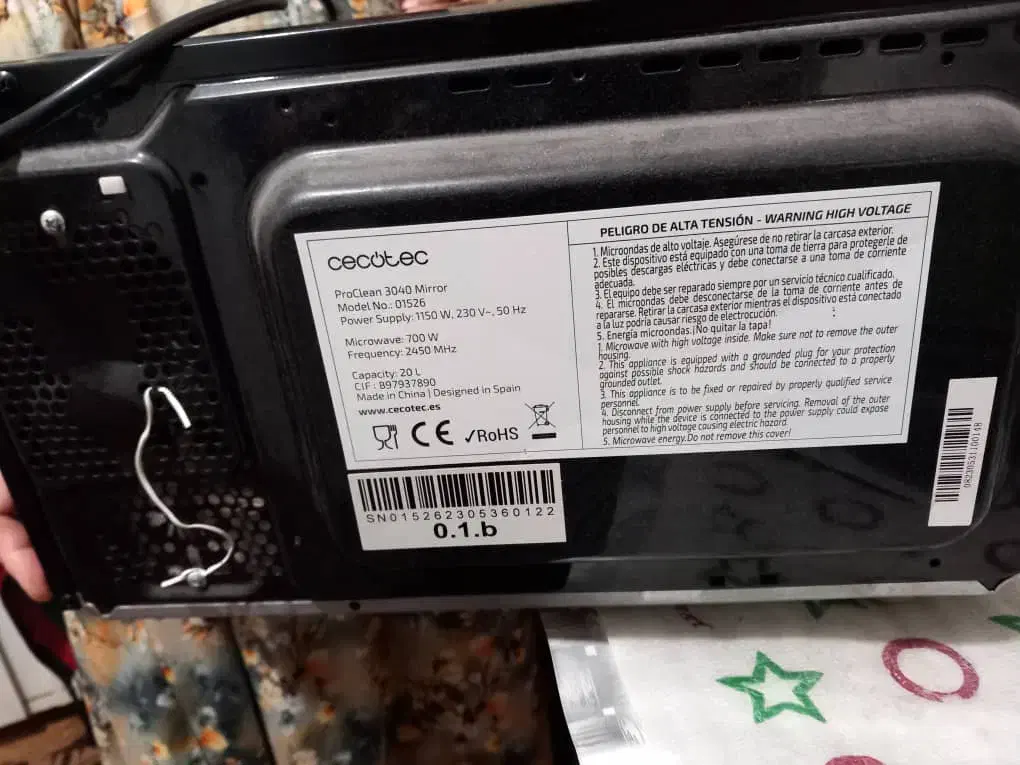 cecotec
ProClean 3040 Mirror
Model No.: 01526
Power Supply: 1150 W, 230 V~, 50 Hz
Microwave: 700 W
Frequency: 2450 MHz
Capacity: 20 L
CIF: B97937890
Made in China | Designed in Spain
www.cecotec.es
CE ✓RoHS
PELIGRO DE ALTA TENSIÓN - WARNING HIGH VOLTAGE
1. Microondas de alto voltaje. Asegúrese de no retirar la carcasa exterior.
2. Este dispositivo está equipado con una toma de tierra para protegerle de
posibles descargas eléctricas y debe conectarse a una toma de corriente
adecuada.
3. El equipo debe ser reparado siempre por un servicio técnico cualificado.
4. El microondas debe desconectarse de la toma de corriente antes de
repararse. Retirar la carcasa exterior mientras el dispositivo está conectado
a la luz podría causar riesgo de electrocución.
5. Energía microondas. ¡No quitar la tapa!
1. Microwave with high voltage inside. Make sure not to remove the outer
housing.
2. This appliance is equipped with a grounded plug for your protection
against possible shock hazards and should be connected to a properly
grounded outlet.
3. This appliance is to be fixed or repaired by properly qualified service
personnel.
4. Disconnect from power supply before servicing. Removal of the outer
housing while the device is connected to the power supply could expose
personnel to high voltage causing electric hazard.
5. Microwave energy. Do not remove this cover!
SN015262305360122
0.1.b
08230531100148